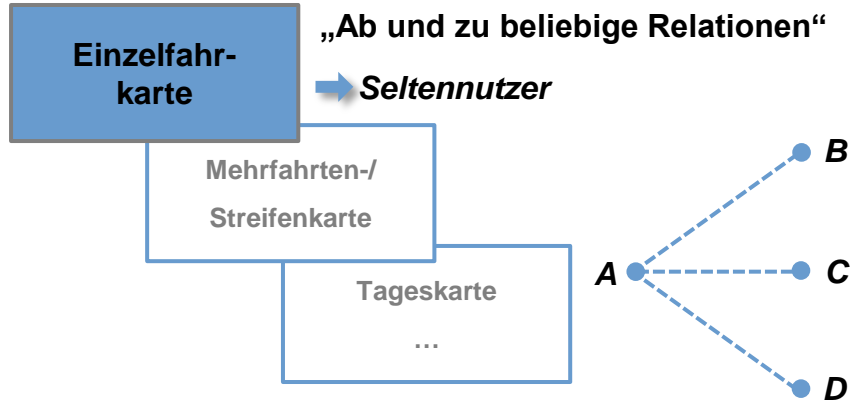 Einzelfahr-
karte
„Ab und zu beliebige Relationen“
Seltennutzer
Mehrfahrten-/
Streifenkarte
Tageskarte
…
A
B
C
D